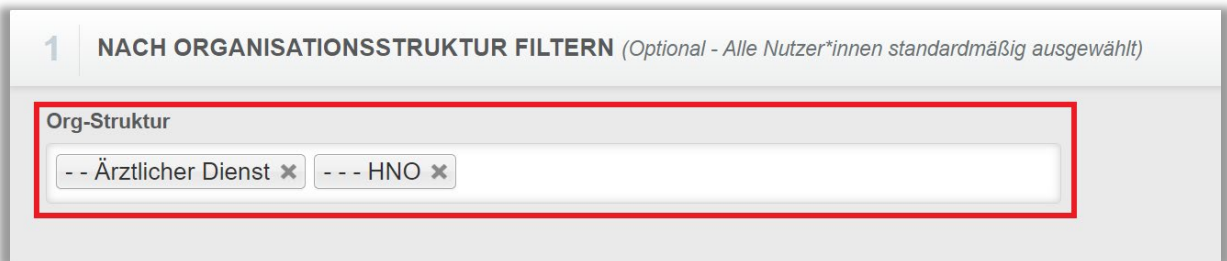 1 NACH ORGANISATIONSSTRUKTUR FILTERN (Optional - Alle Nutzer*innen standardmäßig ausgewählt)
Org-Struktur
- - Ärztlicher Dienst × - - - HNO ×